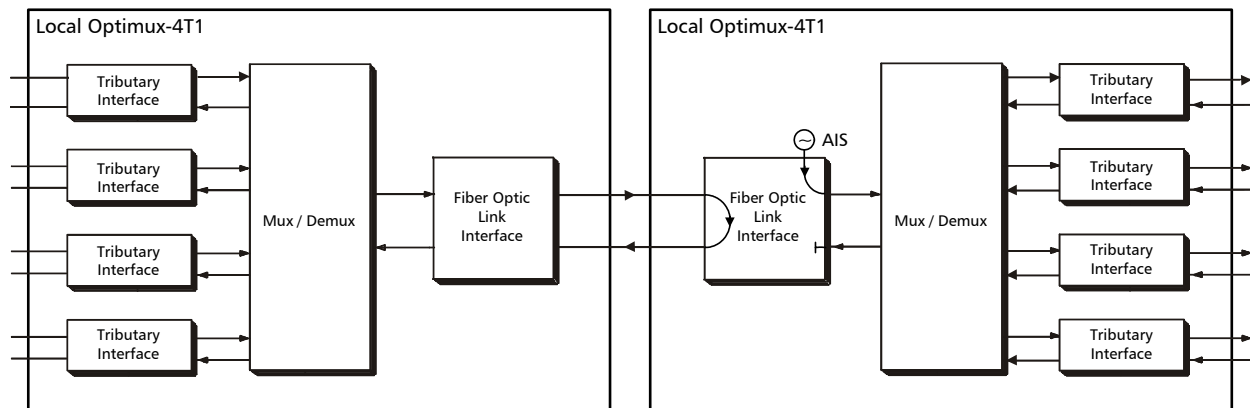 Local Optimux-4T1
Tributary
Interface
Tributary
Interface
Tributary
Interface
Tributary
Interface
Mux / Demux
Fiber Optic
Link
Interface
Local Optimux-4T1
AIS
Fiber Optic
Link
Interface
Mux / Demux
Tributary
Interface
Tributary
Interface
Tributary
Interface
Tributary
Interface